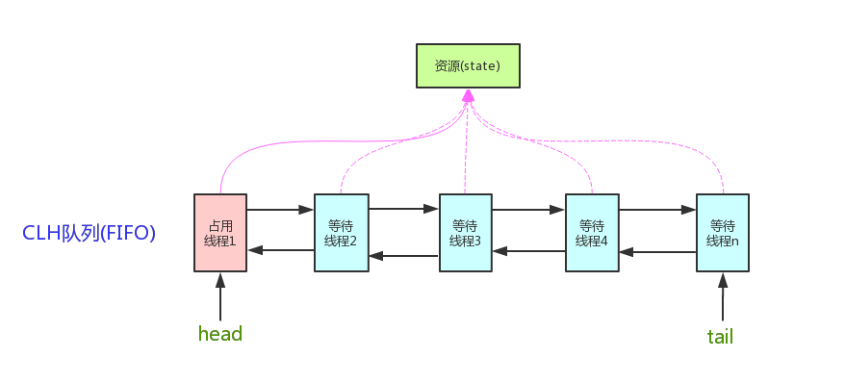 资源(state)
CLH队列(FIFO)
占用
线程1
等待
线程2
等待
线程3
等待
线程4
等待
线程n
head
tail